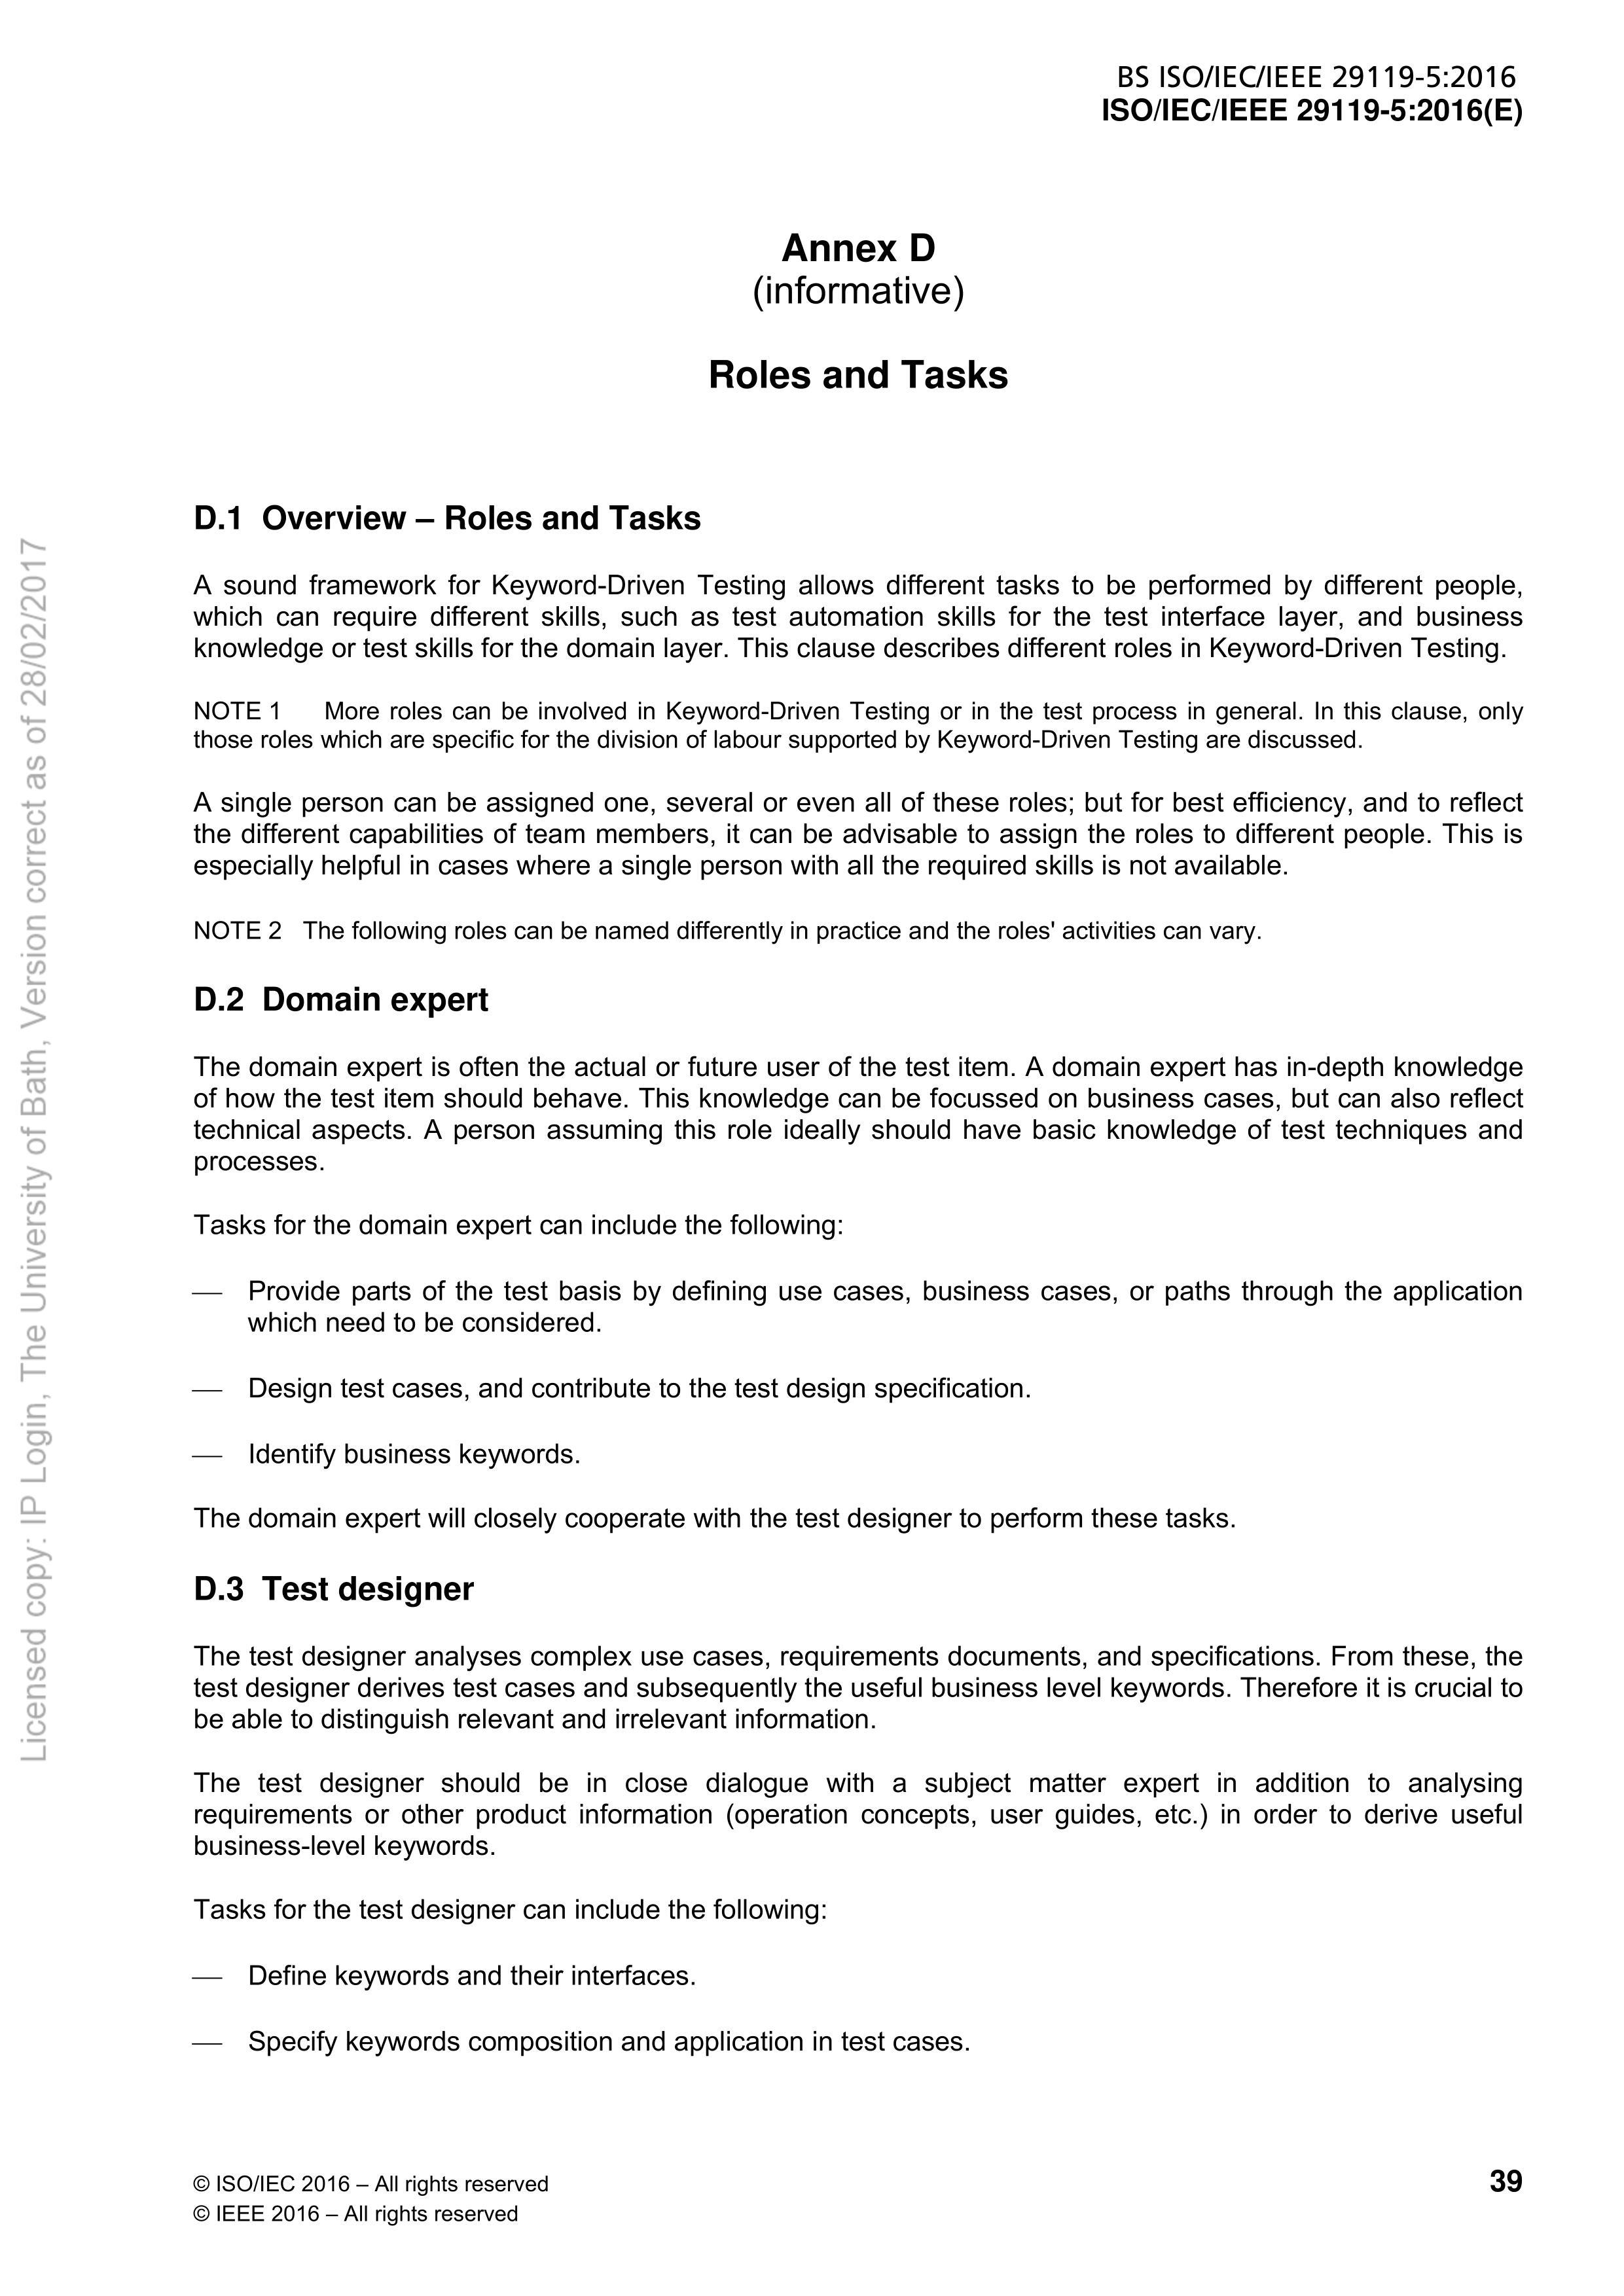 BS ISO/IEC/IEEE 29119-5:2016
ISO/IEC/IEEE 29119-5:2016(E)
Annex D
(informative)
Roles and Tasks
D.1 Overview – Roles and Tasks
A sound framework for Keyword-Driven Testing allows different tasks to be performed by different people,
which can require different skills, such as test automation skills for the test interface layer, and business
knowledge or test skills for the domain layer. This clause describes different roles in Keyword-Driven Testing.
NOTE 1 More roles can be involved in Keyword-Driven Testing or in the test process in general. In this clause, only
those roles which are specific for the division of labour supported by Keyword-Driven Testing are discussed.
A single person can be assigned one, several or even all of these roles; but for best efficiency, and to reflect
the different capabilities of team members, it can be advisable to assign the roles to different people. This is
especially helpful in cases where a single person with all the required skills is not available.
NOTE 2 The following roles can be named differently in practice and the roles' activities can vary.
D.2 Domain expert
The domain expert is often the actual or future user of the test item. A domain expert has in-depth knowledge
of how the test item should behave. This knowledge can be focussed on business cases, but can also reflect
technical aspects. A person assuming this role ideally should have basic knowledge of test techniques and
processes.
Tasks for the domain expert can include the following:
— Provide parts of the test basis by defining use cases, business cases, or paths through the application
which need to be considered.
— Design test cases, and contribute to the test design specification.
— Identify business keywords.
The domain expert will closely cooperate with the test designer to perform these tasks.
D.3 Test designer
The test designer analyses complex use cases, requirements documents, and specifications. From these, the
test designer derives test cases and subsequently the useful business level keywords. Therefore it is crucial to
be able to distinguish relevant and irrelevant information.
The test designer should be in close dialogue with a subject matter expert in addition to analysing
requirements or other product information (operation concepts, user guides, etc.) in order to derive useful
business-level keywords.
Tasks for the test designer can include the following:
— Define keywords and their interfaces.
— Specify keywords composition and application in test cases.
© ISO/IEC 2016 – All rights reserved
© IEEE 2016 – All rights reserved
39
Licensed copy: IP Login, The University of Bath, Version correct as of 28/02/2017